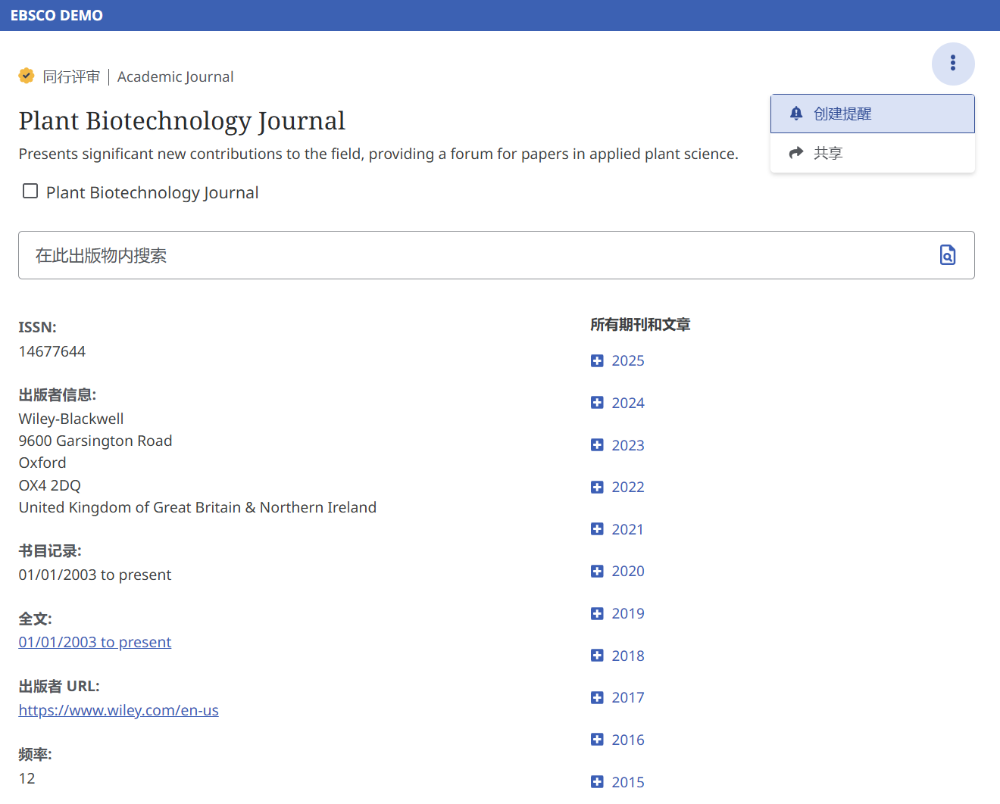 EBSCO DEMO
同行评审 | Academic Journal
Plant Biotechnology Journal
创建提醒
共享
Presents significant new contributions to the field, providing a forum for papers in applied plant science.
Plant Biotechnology Journal
在此出版物内搜索
ISSN:
14677644
出版者信息:
Wiley-Blackwell
9600 Garsington Road
Oxford
OX4 2DQ
United Kingdom of Great Britain & Northern Ireland
书目记录:
01/01/2003 to present
全文:
01/01/2003 to present
出版者 URL:
https://www.wiley.com/en-us
频率:
12
所有期刊和文章
2025
2024
2023
2022
2021
2020
2019
2018
2017
2016
2015